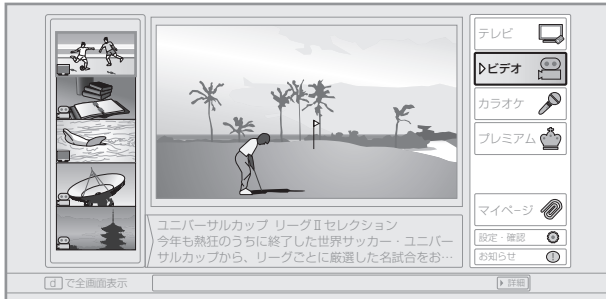 テレビ
ビデオ
カラオケ
プレミアム
マイページ
設定・確認
お知らせ
ユニバーサルカップ リーグⅡセレクション
今年も熱狂のうちに終了した世界サッカー・ユニバー
サルカップから、リーグごとに厳選した名試合をお…
d で全画面表示
詳細